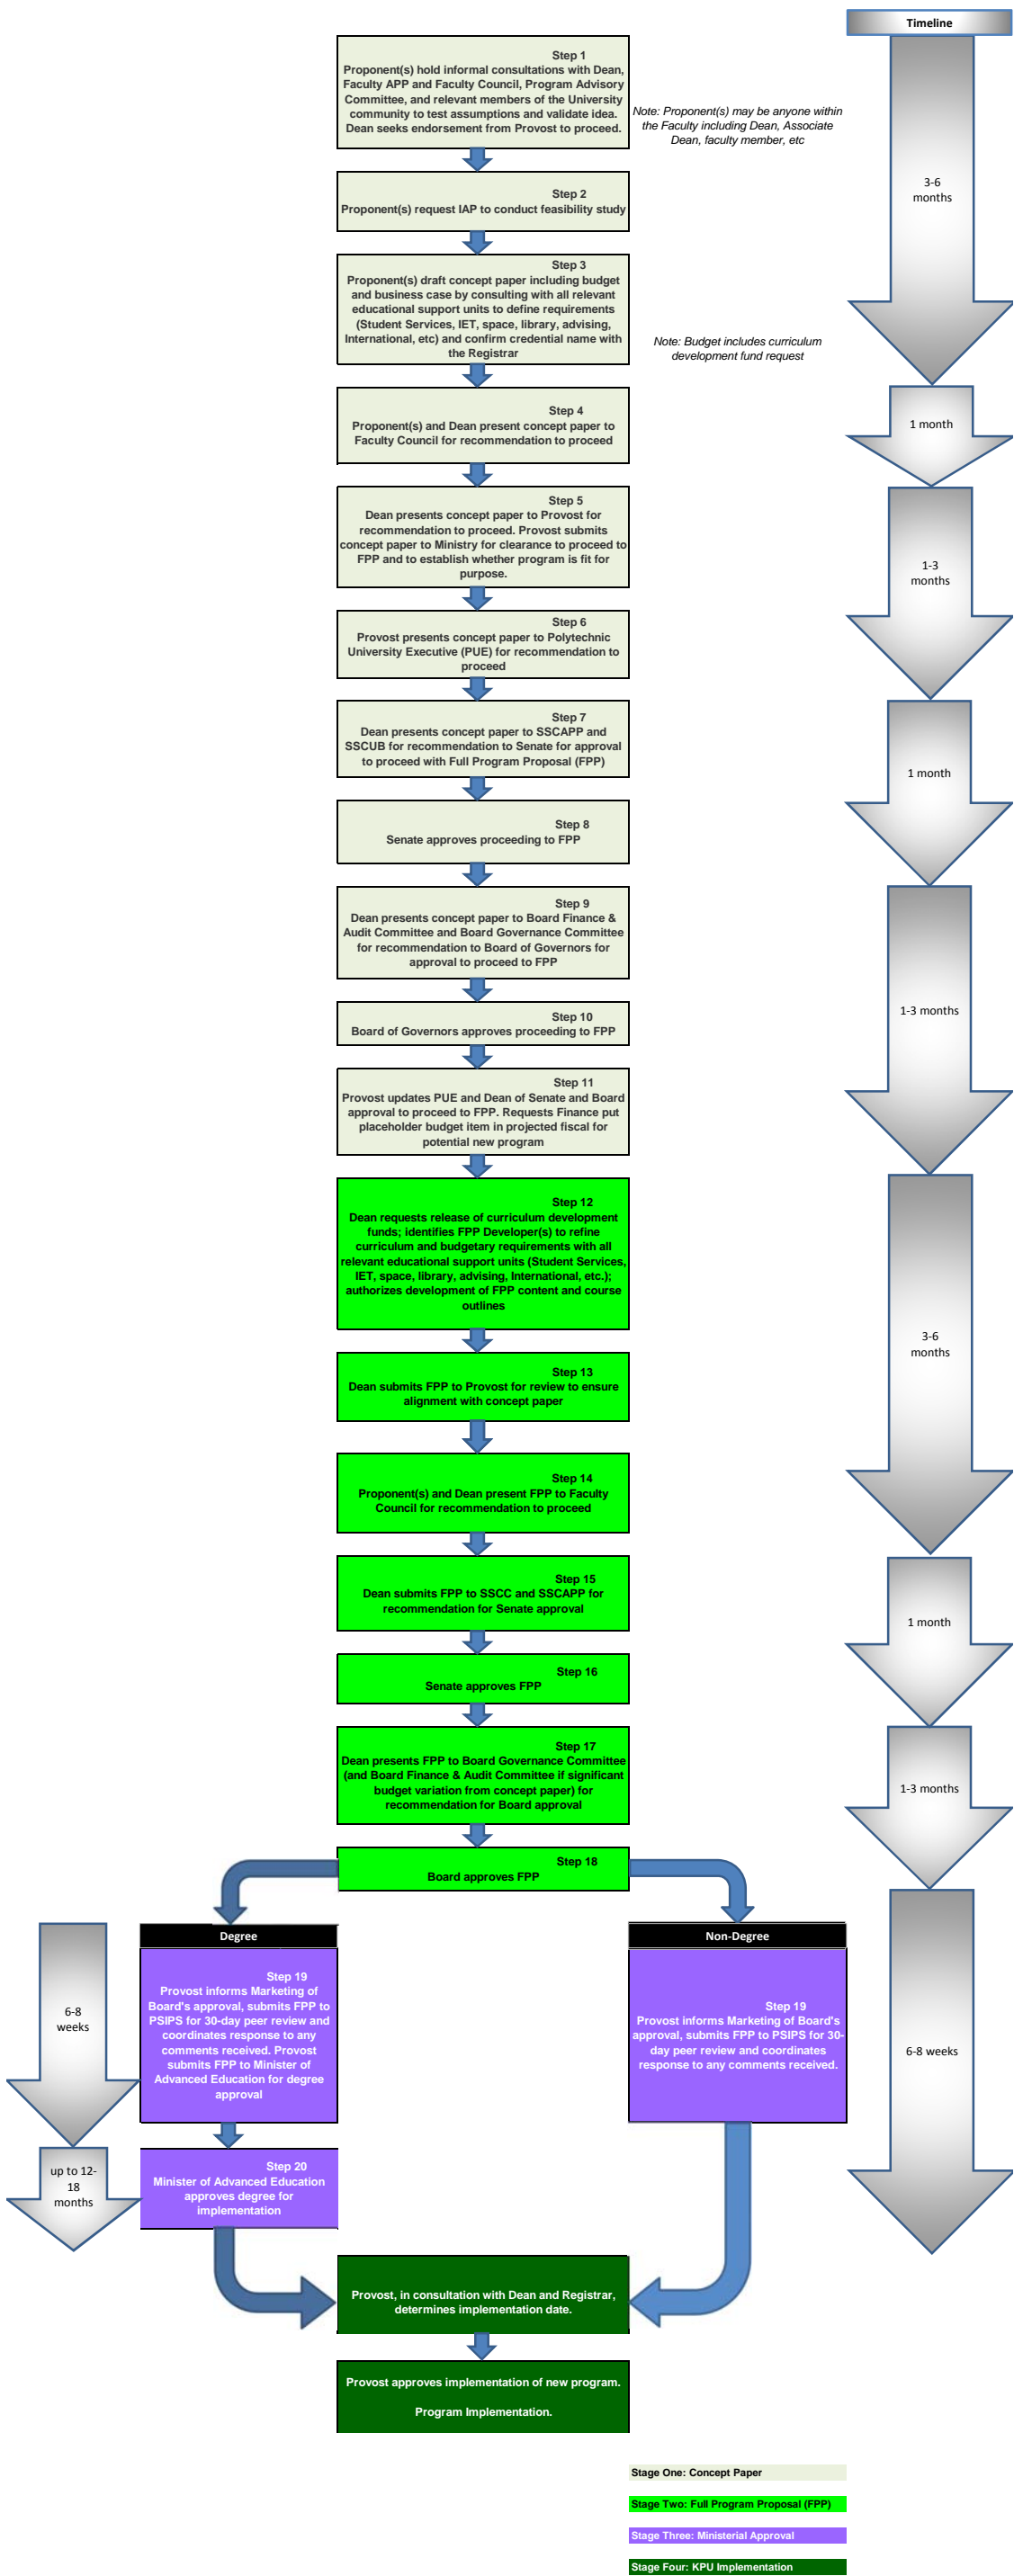 Timeline
Step 1
Proponent(s) hold informal consultations with Dean,
Faculty APP and Faculty Council, Program Advisory
Committee, and relevant members of the University
community to test assumptions and validate idea.
Dean seeks endorsement from Provost to proceed.
Note: Proponent(s) may be anyone within
the Faculty including Dean, Associate
Dean, faculty member, etc
3-6
months
Step 2
Proponent(s) request IAP to conduct feasibility study
Step 3
Proponent(s) draft concept paper including budget
and business case by consulting with all relevant
educational support units to define requirements
(Student Services, IET, space, library, advising,
International, etc) and confirm credential name with
the Registrar
Note: Budget includes curriculum
development fund request
Step 4
Proponent(s) and Dean present concept paper to
Faculty Council for recommendation to proceed
1 month
Step 5
Dean presents concept paper to Provost for
recommendation to proceed. Provost submits
concept paper to Ministry for clearance to proceed to
FPP and to establish whether program is fit for
purpose.
1-3
months
Step 6
Provost presents concept paper to Polytechnic
University Executive (PUE) for recommendation to
proceed
Step 7
Dean presents concept paper to SSCAPP and
SSCUB for recommendation to Senate for approval
to proceed with Full Program Proposal (FPP)
1 month
Step 8
Senate approves proceeding to FPP
Step 9
Dean presents concept paper to Board Finance &
Audit Committee and Board Governance Committee
for recommendation to Board of Governors for
approval to proceed to FPP
1-3 months
Step 10
Board of Governors approves proceeding to FPP
Step 11
Provost updates PUE and Dean of Senate and Board
approval to proceed to FPP. Requests Finance put
placeholder budget item in projected fiscal for
potential new program
Step 12
Dean requests release of curriculum development
funds; identifies FPP Developer(s) to refine
curriculum and budgetary requirements with all
relevant educational support units (Student Services,
IET, space, library, advising, International, etc.);
authorizes development of FPP content and course
outlines
3-6
months
Step 13
Dean submits FPP to Provost for review to ensure
alignment with concept paper
Step 14
Proponent(s) and Dean present FPP to Faculty
Council for recommendation to proceed
Step 15
Dean submits FPP to SSCC and SSCAPP for
recommendation for Senate approval
1 month
Step 16
Senate approves FPP
Step 17
Dean presents FPP to Board Governance Committee
(and Board Finance & Audit Committee if significant
budget variation from concept paper) for
recommendation for Board approval
1-3 months
Step 18
Board approves FPP
Degree
Non-Degree
Step 19
Provost informs Marketing of
Board's approval, submits FPP to
PSIPS for 30-day peer review and
coordinates response to any
comments received. Provost
submits FPP to Minister of
Advanced Education for degree
approval
6-8
weeks
Step 19
Provost informs Marketing of Board's
approval, submits FPP to PSIPS for 30-
day peer review and coordinates
response to any comments received.
6-8 weeks
up to 12-
18
months
Step 20
Minister of Advanced Education
approves degree for
implementation
Provost, in consultation with Dean and Registrar,
determines implementation date.
Provost approves implementation of new program.
Program Implementation.
Stage One: Concept Paper
Stage Two: Full Program Proposal (FPP)
Stage Three: Ministerial Approval
Stage Four: KPU Implementation